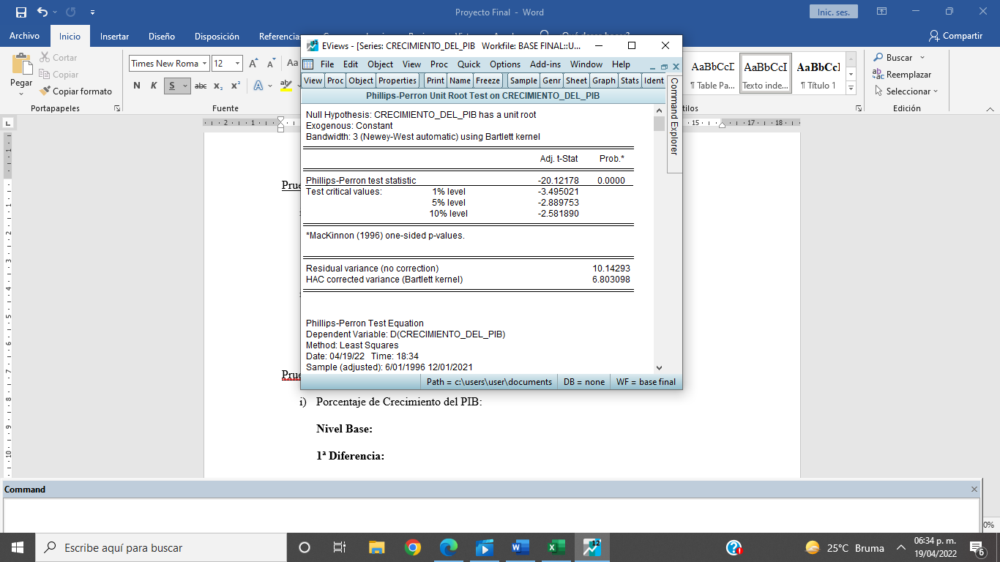 Proyecto Final - Word
Inic. ses.
Archivo Inicio Insertar Diseño Disposición
Compartir
Pegar
Cortar
Copiar
Copiar formato
Portapapeles
Times New Roma 12
N K S abc x₂ x²
Fuente
AaBbCcI AaBbCcI AaBbCcl
¶ Table Pa... Texto inde... ¶ Título 1
Buscar
Reemplazar
Seleccionar
Edición
EViews - [Series: CRECIMIENTO_DEL_PIB Workfile: BASE FINAL::U...
File Edit Object View Proc Quick Options Add-ins Window Help
View Proc Object Properties Print Name Freeze Sample Genr Sheet Graph Stats Ident
Command Explorer
Phillips-Perron Unit Root Test on CRECIMIENTO_DEL_PIB
Null Hypothesis: CRECIMIENTO_DEL_PIB has a unit root
Exogenous: Constant
Bandwidth: 3 (Newey-West automatic) using Bartlett kernel
Adj. t-Stat Prob.*
Phillips-Perron test statistic -20.12178 0.0000
Test critical values: 1% level -3.495021
5% level -2.889753
10% level -2.581890
*MacKinnon (1996) one-sided p-values.
Residual variance (no correction) 10.14293
HAC corrected variance (Bartlett kernel) 6.803098
Phillips-Perron Test Equation
Dependent Variable: D(CRECIMIENTO_DEL_PIB)
Method: Least Squares
Date: 04/19/22 Time: 18:34
Sample (adjusted): 6/01/1996 12/01/2021
Path = c:\users\user\documents DB = none WF = base final
i) Porcentaje de Crecimiento del PIB:
Nivel Base:
1ª Diferencia:
Command
Escribe aquí para buscar
25°C Bruma
06:34 p. m.
19/04/2022
6